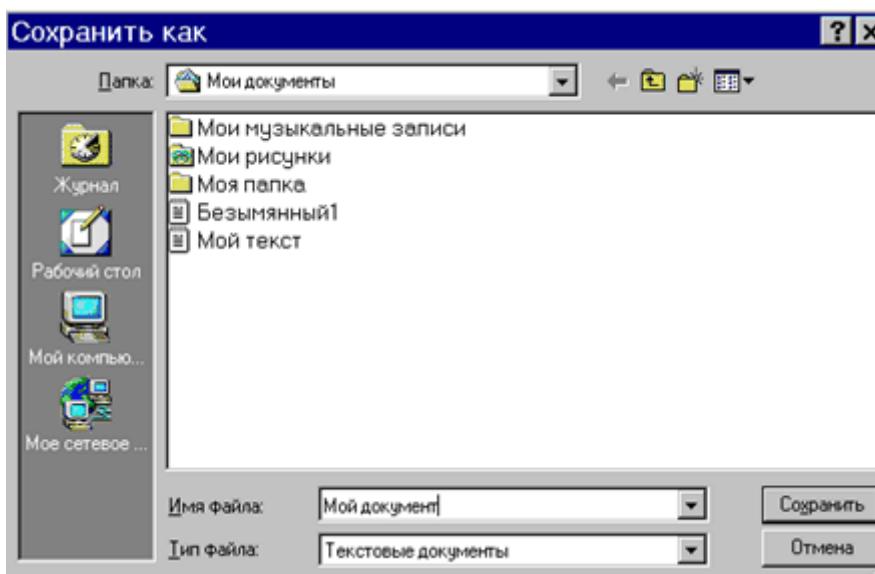 Сохранить как
Папка: Мои документы
Журнал
Рабочий стол
Мой компью...
Мое сетевое ...
Мои музыкальные записи
Мои рисунки
Моя папка
Безымянный1
Мой текст
Имя файла: Мой документ Сохранить
Тип файла: Текстовые документы Отмена